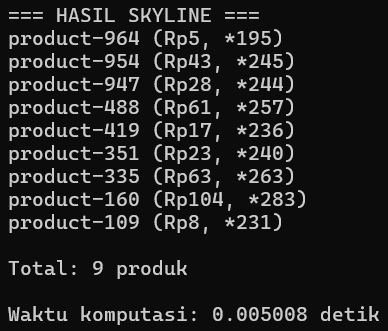 === HASIL SKYLINE ===
product-964 (Rp5, *195)
product-954 (Rp43, *245)
product-947 (Rp28, *244)
product-488 (Rp61, *257)
product-419 (Rp17, *236)
product-351 (Rp23, *240)
product-335 (Rp63, *263)
product-160 (Rp104, *283)
product-109 (Rp8, *231)
Total: 9 produk
Waktu komputasi: 0.005008 detik